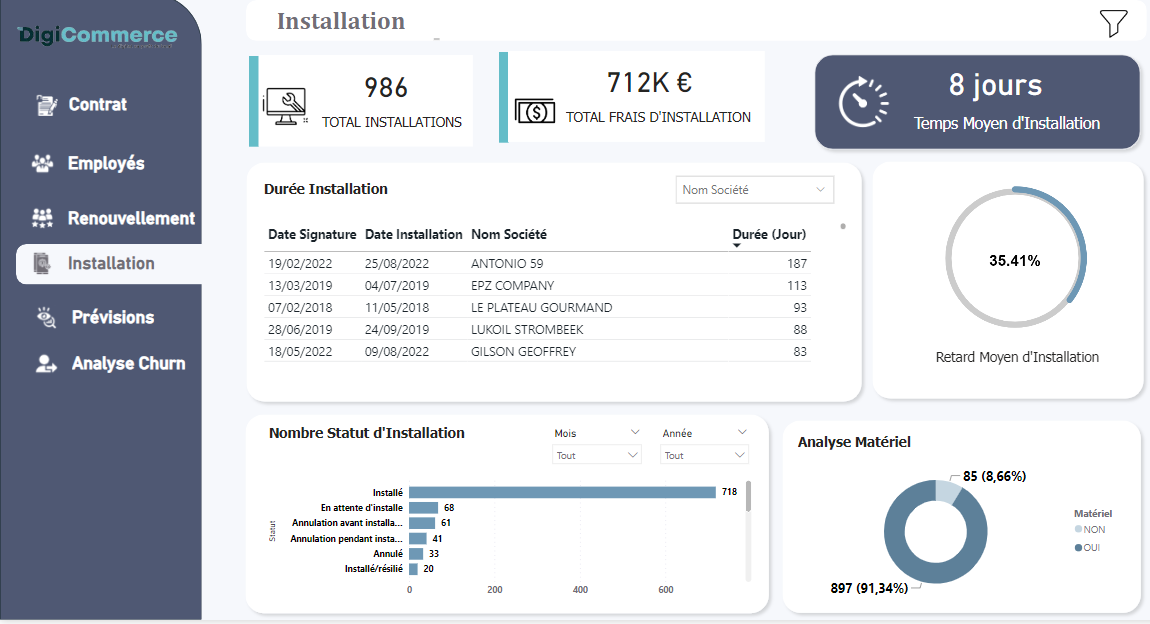 DigiCommerce
Contrat
Employés
Renouvellement
Installation
Prévisions
Analyse Churn
Installation
986
TOTAL INSTALLATIONS
712K €
TOTAL FRAIS D'INSTALLATION
8 jours
Temps Moyen d'Installation
Durée Installation
Nom Société
Date Signature Date Installation Nom Société Durée (Jour)
19/02/2022 25/08/2022 ANTONIO 59 187
13/03/2019 04/07/2019 EPZ COMPANY 113
07/02/2018 11/05/2018 LE PLATEAU GOURMAND 93
28/06/2019 24/09/2019 LUKOIL STROMBEEK 88
18/05/2022 09/08/2022 GILSON GEOFFREY 83
35.41%
Retard Moyen d'Installation
Nombre Statut d'Installation
Mois Année
Tout Tout
Statut
Installé 718
En attente d'installe 68
Annulation avant installa... 61
Annulation pendant insta... 41
Annulé 33
Installé/résilié 20
0 200 400 600
Analyse Matériel
85 (8,66%)
897 (91,34%)
Matériel
NON
OUI